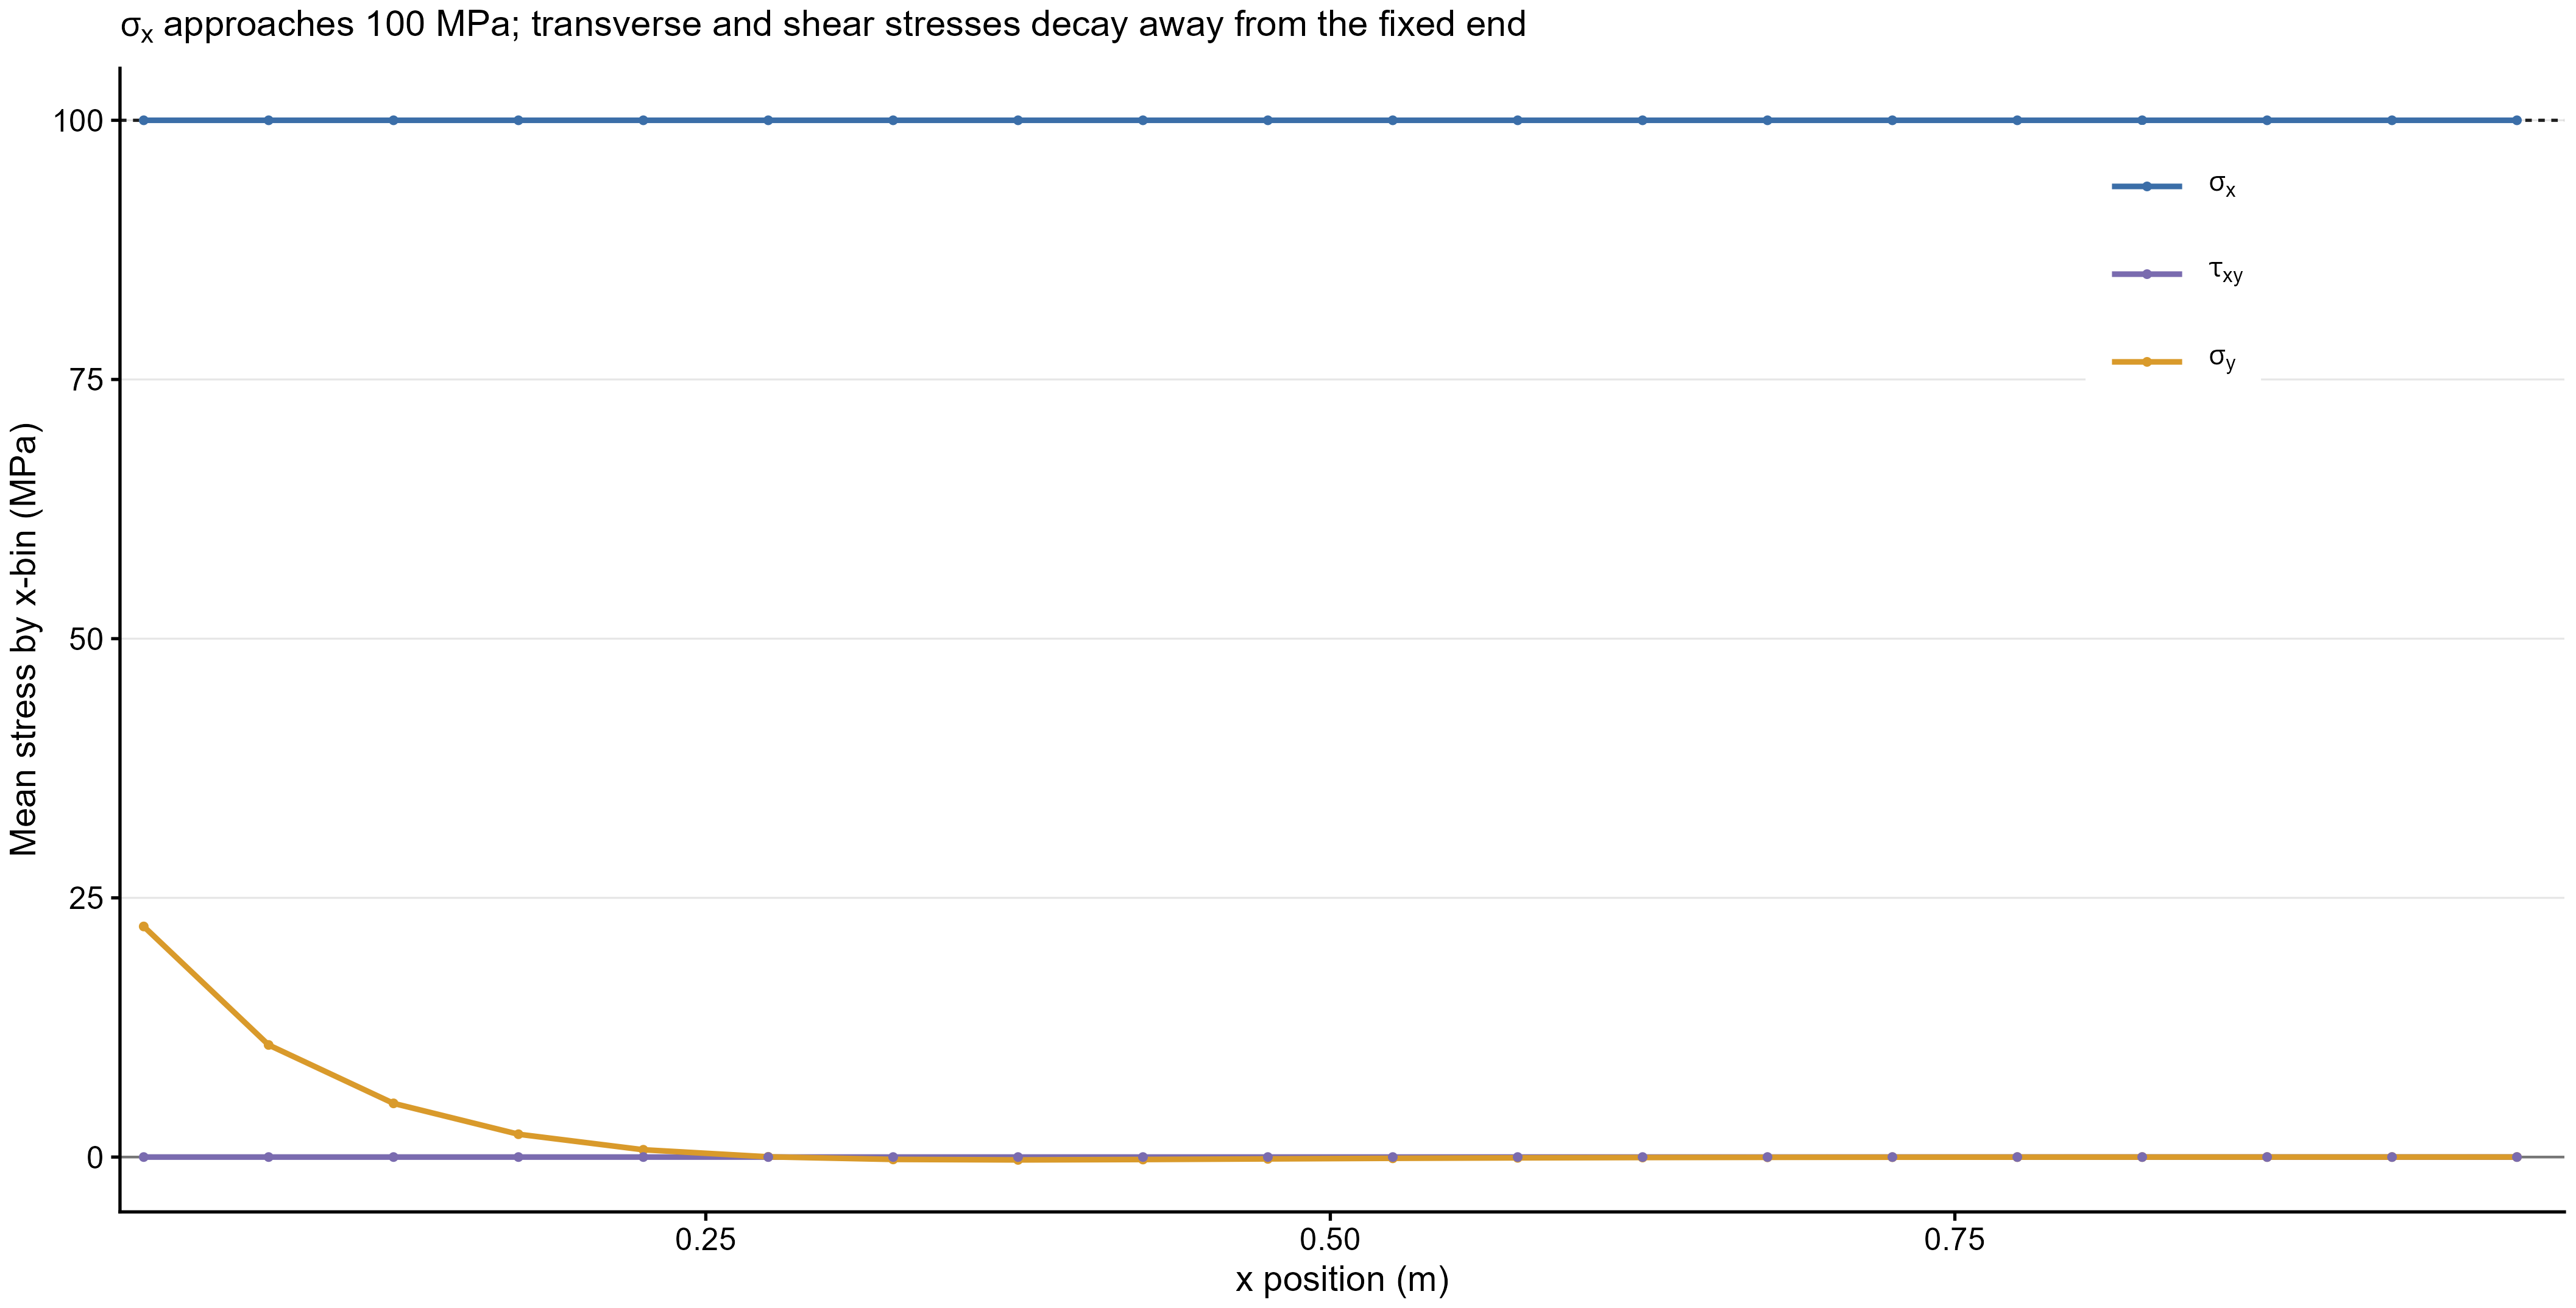 σx approaches 100 MPa; transverse and shear stresses decay away from the fixed end
Mean stress by x-bin (MPa)
100
75
50
25
0
σx
τxy
σy
0.25 0.50 0.75
x position (m)